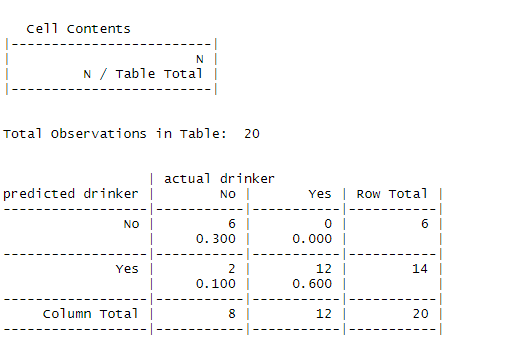 Cell Contents
|-------------------------|
|                       N |
|         N / Table Total |
|-------------------------|
Total Observations in Table:  20
                 | actual drinker
predicted drinker |        No |       Yes | Row Total |
------------------|-----------|-----------|-----------|
               No |         6 |         0 |         6 |
                  |     0.300 |     0.000 |           |
------------------|-----------|-----------|-----------|
              Yes |         2 |        12 |        14 |
                  |     0.100 |     0.600 |           |
------------------|-----------|-----------|-----------|
     Column Total |         8 |        12 |        20 |
------------------|-----------|-----------|-----------|